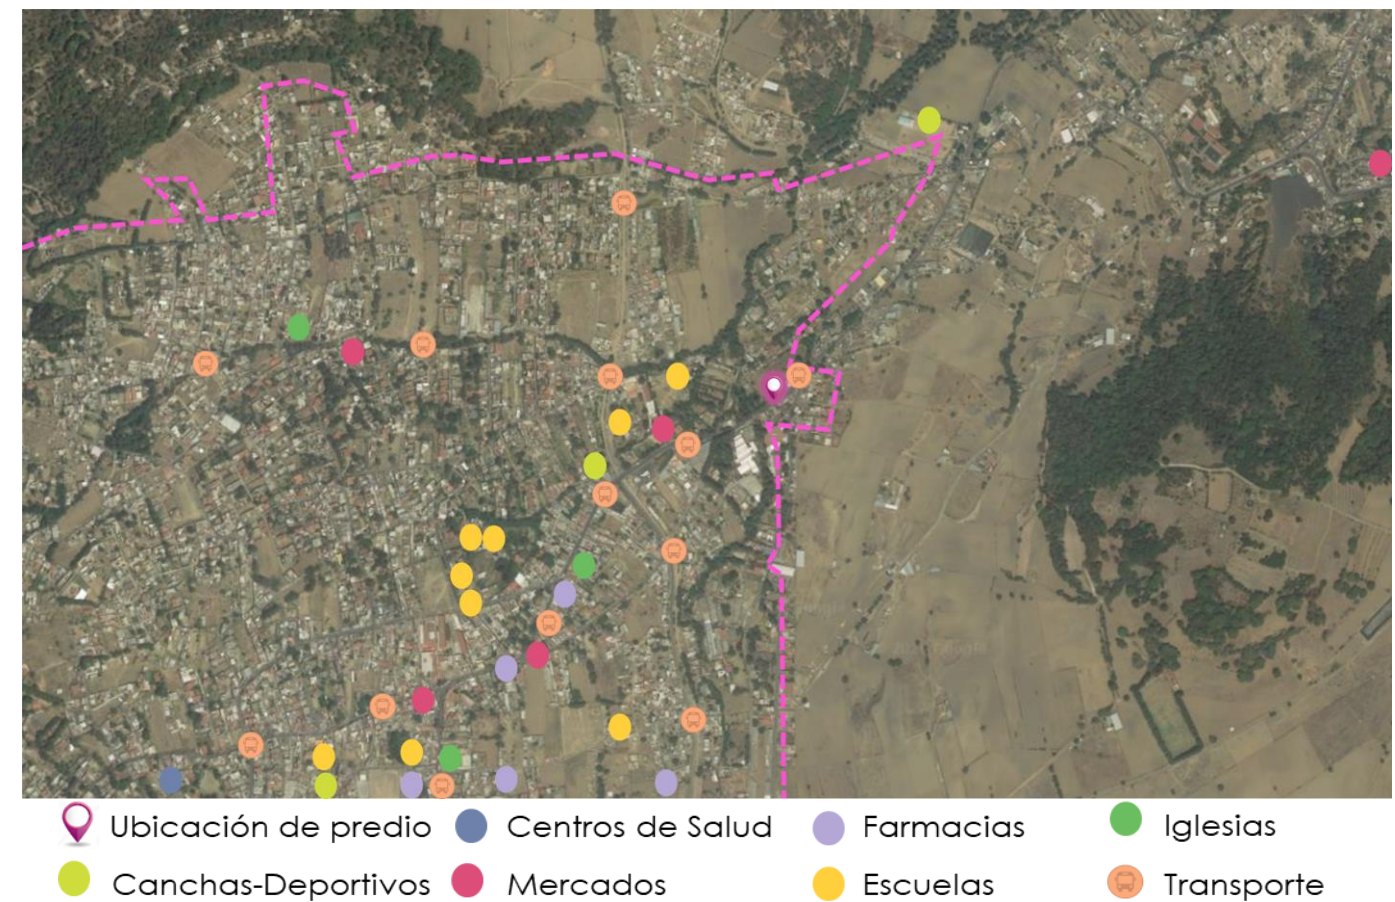 Ubicación de predio Centros de Salud Farmacias Iglesias
Canchas-Deportivos Mercados Escuelas Transporte